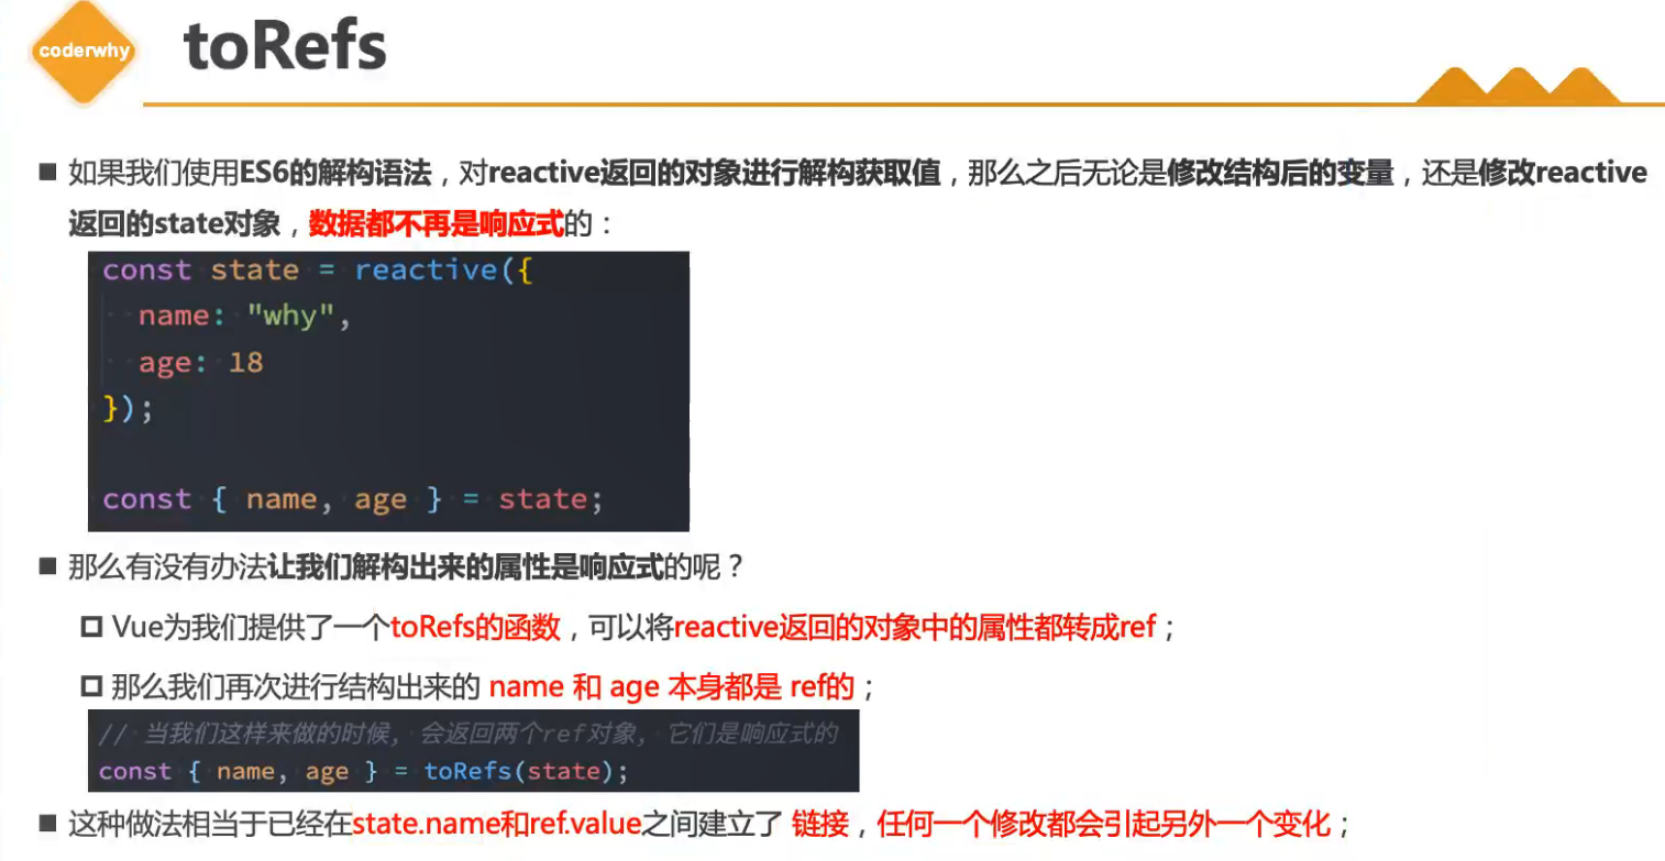 coderwhy
toRefs
■ 如果我们使用ES6的解构语法，对reactive返回的对象进行解构获取值，那么之后无论是修改结构后的变量，还是修改reactive
返回的state对象，数据都不再是响应式的：
const state = reactive({
name: "why",
age: 18
});
const { name, age } = state;
■ 那么有没有办法让我们解构出来的属性是响应式的呢？
Vue为我们提供了一个toRefs的函数，可以将reactive返回的对象中的属性都转成ref；
那么我们再次进行结构出来的 name 和 age 本身都是 ref的；
// 当我们这样来做的时候, 会返回两个ref对象, 它们是响应式的
const { name, age } = toRefs(state);
■ 这种做法相当于已经在state.name和ref.value之间建立了 链接，任何一个修改都会引起另外一个变化；